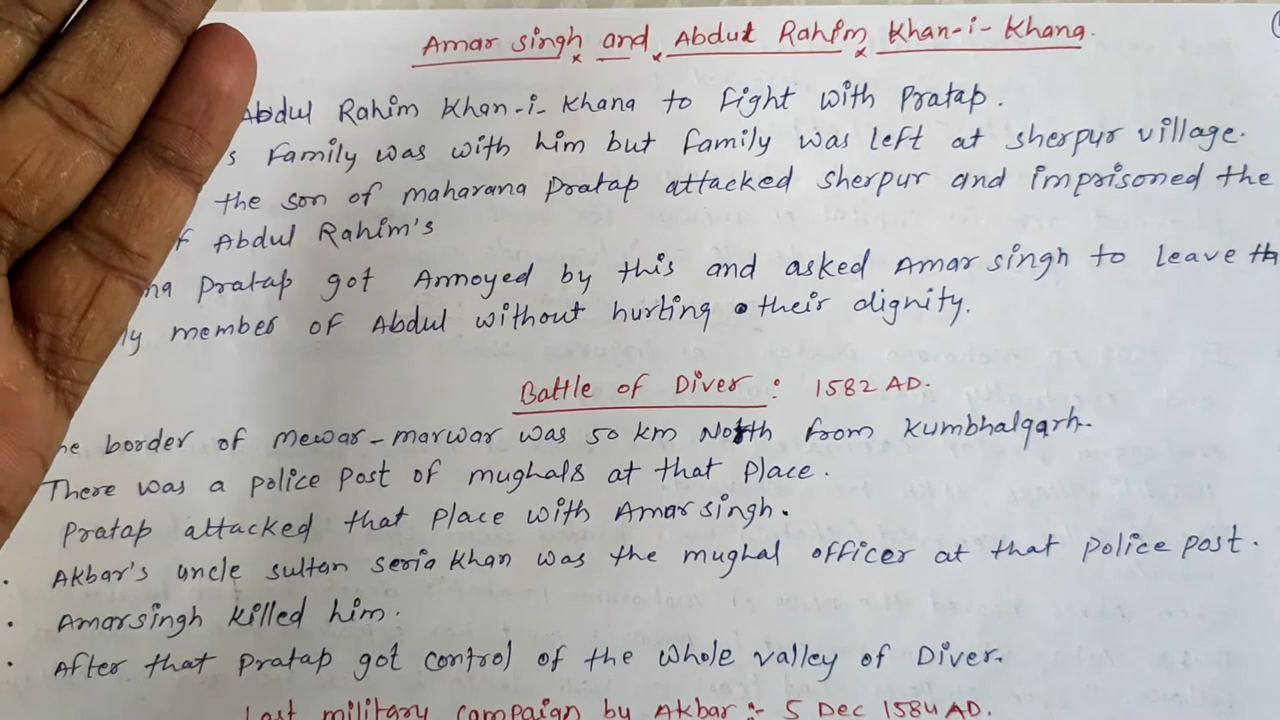 Amar singh and Abdul Rahim Khan-i-Khana.
Abdul Rahim Khan-i-Khana to fight with Pratap.
s family was with him but family was left at sherpur village.
the son of maharana Pratap attacked sherpur and imprisoned the
f Abdul Rahim's
na Pratap got Annoyed by this and asked Amar singh to leave th
ly member of Abdul without hurting their dignity.
Battle of Diver: 1582 AD.
he border of mewar-marwar was 50 km North from Kumbhalgarh.
There was a police post of mughals at that place.
Pratap attacked that place with Amarsingh.
• Akbar's uncle sultan seria Khan was the mughal officer at that police post.
• Amarsingh killed him.
• After that Pratap got control of the whole valley of Diver.
Last military campaign by Akbar:- 5 Dec 1584 AD.